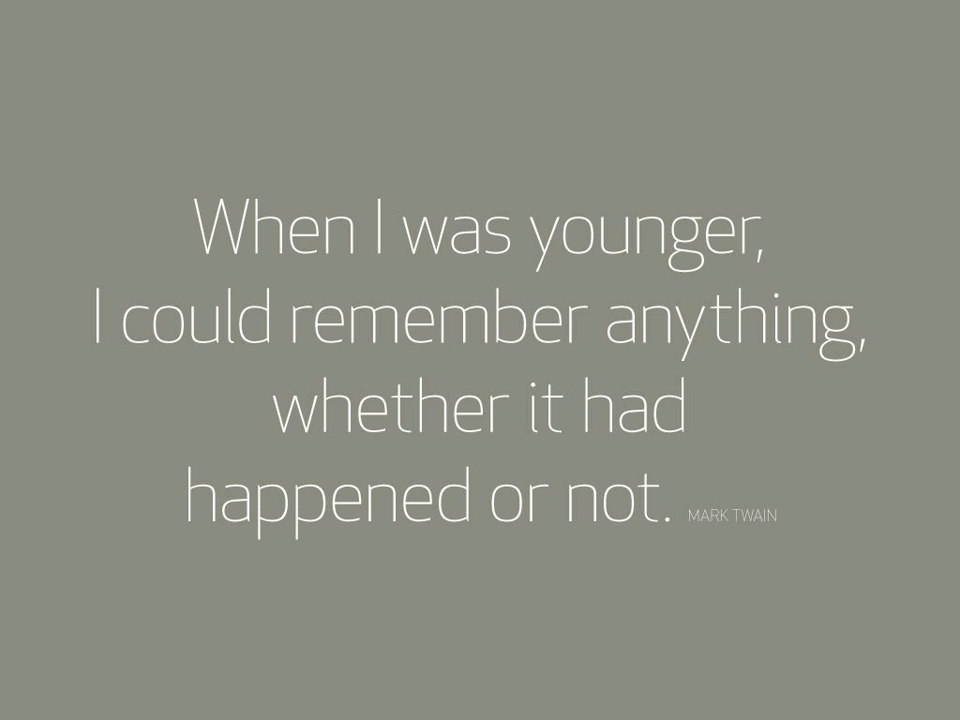 When I was younger,
I could remember anything,
whether it had
happened or not. MARK TWAIN